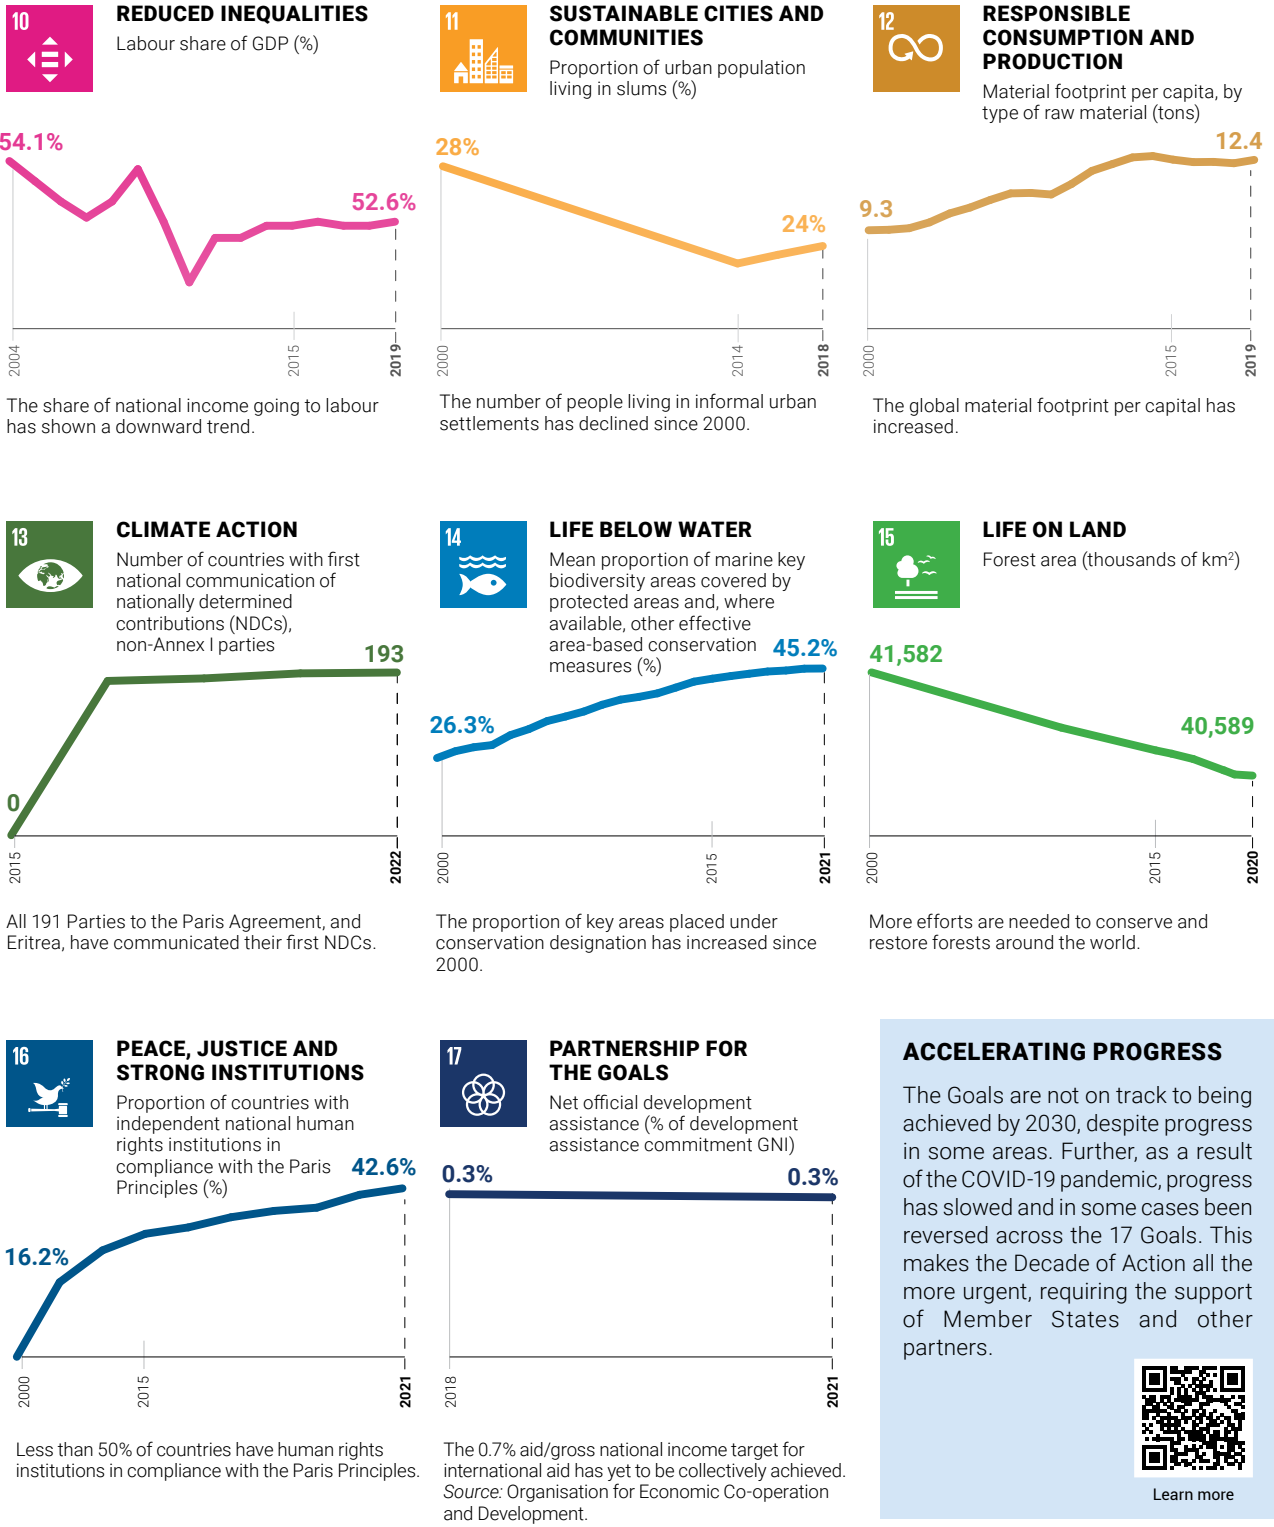 10
REDUCED INEQUALITIES
Labour share of GDP (%)
54.1%
52.6%
2004
2015
2019
The share of national income going to labour
has shown a downward trend.
11
SUSTAINABLE CITIES AND
COMMUNITIES
Proportion of urban population
living in slums (%)
28%
24%
2000
2014
2018
The number of people living in informal urban
settlements has declined since 2000.
12
RESPONSIBLE
CONSUMPTION AND
PRODUCTION
Material footprint per capita, by
type of raw material (tons)
9.3
12.4
2000
2015
2019
The global material footprint per capital has
increased.
13
CLIMATE ACTION
Number of countries with first
national communication of
nationally determined
contributions (NDCs),
non-Annex I parties
0
193
2015
2022
All 191 Parties to the Paris Agreement, and
Eritrea, have communicated their first NDCs.
14
LIFE BELOW WATER
Mean proportion of marine key
biodiversity areas covered by
protected areas and, where
available, other effective
area-based conservation
measures (%)
26.3%
45.2%
2000
2015
2021
The proportion of key areas placed under
conservation designation has increased since
2000.
15
LIFE ON LAND
Forest area (thousands of km²)
41,582
40,589
2000
2015
2020
More efforts are needed to conserve and
restore forests around the world.
16
PEACE, JUSTICE AND
STRONG INSTITUTIONS
Proportion of countries with
independent national human
rights institutions in
compliance with the Paris
Principles (%)
16.2%
42.6%
2000
2015
2021
Less than 50% of countries have human rights
institutions in compliance with the Paris Principles.
17
PARTNERSHIP FOR
THE GOALS
Net official development
assistance (% of development
assistance commitment GNI)
0.3%
0.3%
2018
2021
The 0.7% aid/gross national income target for
international aid has yet to be collectively achieved.
Source: Organisation for Economic Co-operation
and Development.
ACCELERATING PROGRESS
The Goals are not on track to being
achieved by 2030, despite progress
in some areas. Further, as a result
of the COVID-19 pandemic, progress
has slowed and in some cases been
reversed across the 17 Goals. This
makes the Decade of Action all the
more urgent, requiring the support
of Member States and other
partners.
Learn more